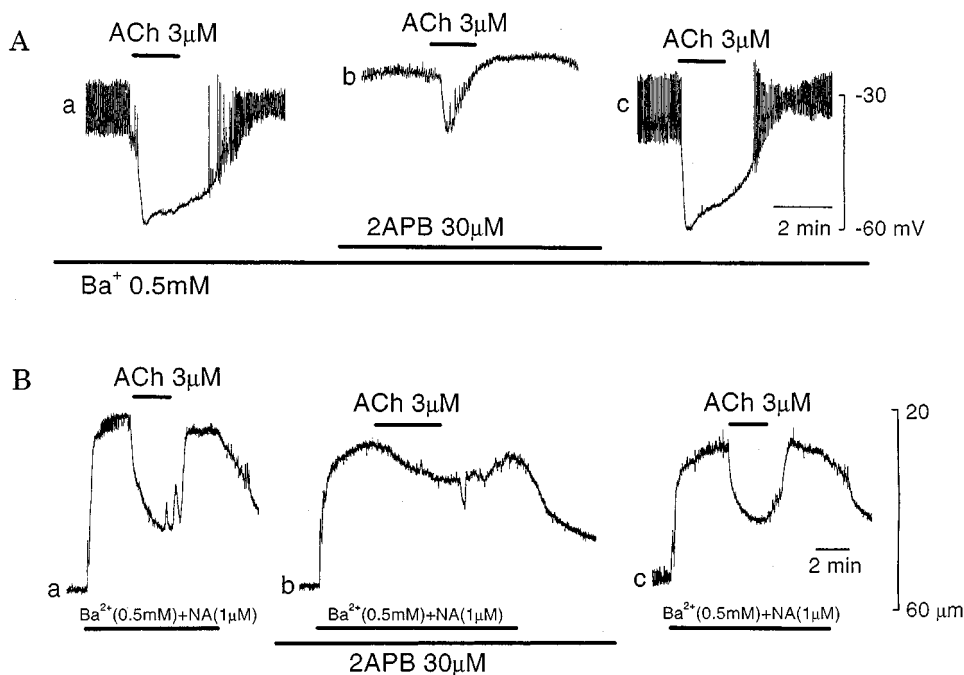 A
ACh 3μM
ACh 3μM
ACh 3μM
a
b
c
-30
2 min
-60 mV
2APB 30μM
Ba⁺ 0.5mM
B
ACh 3μM
ACh 3μM
ACh 3μM
20
2 min
a
b
c
60 μm
Ba²⁺(0.5mM)+NA(1μM)
Ba²⁺(0.5mM)+NA(1μM)
Ba²⁺(0.5mM)+NA(1μM)
2APB 30μM